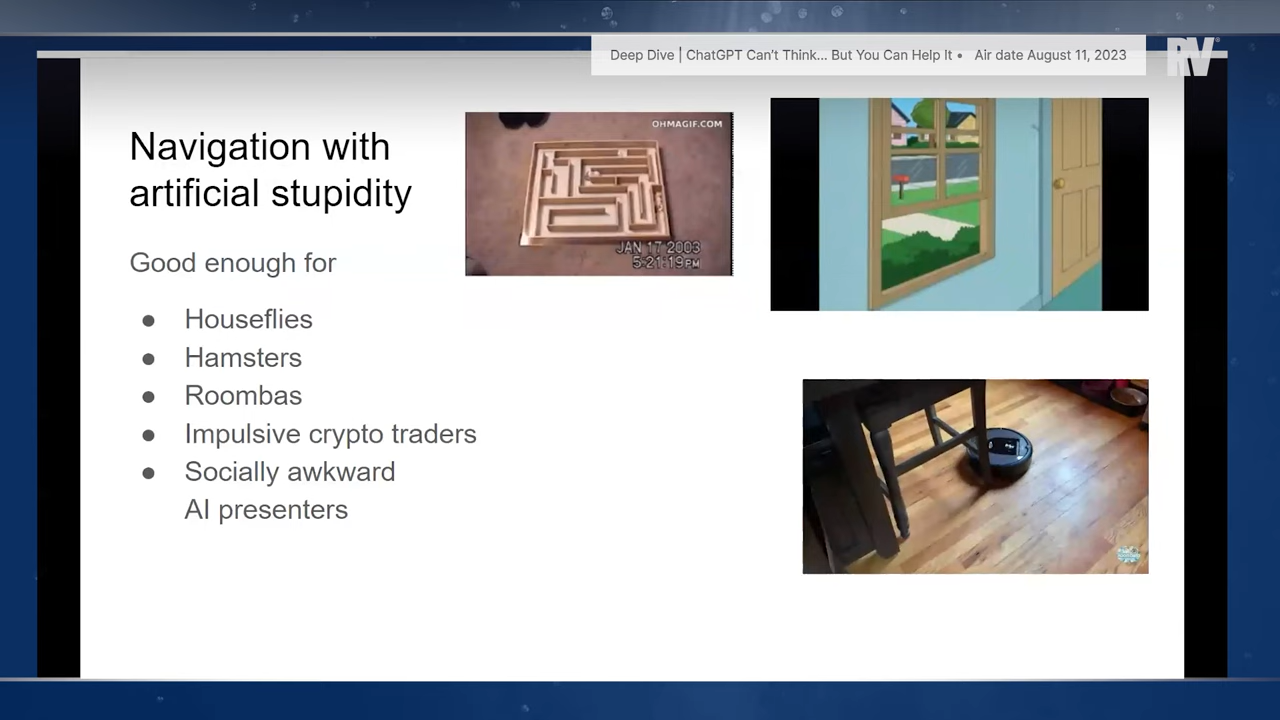 Deep Dive | ChatGPT Can't Think... But You Can Help It • Air date August 11, 2023
RV
Navigation with
artificial stupidity
Good enough for
● Houseflies
● Hamsters
● Roombas
● Impulsive crypto traders
● Socially awkward
AI presenters
OHMAGIF.COM
JAN 17 2003
5:21:19PM